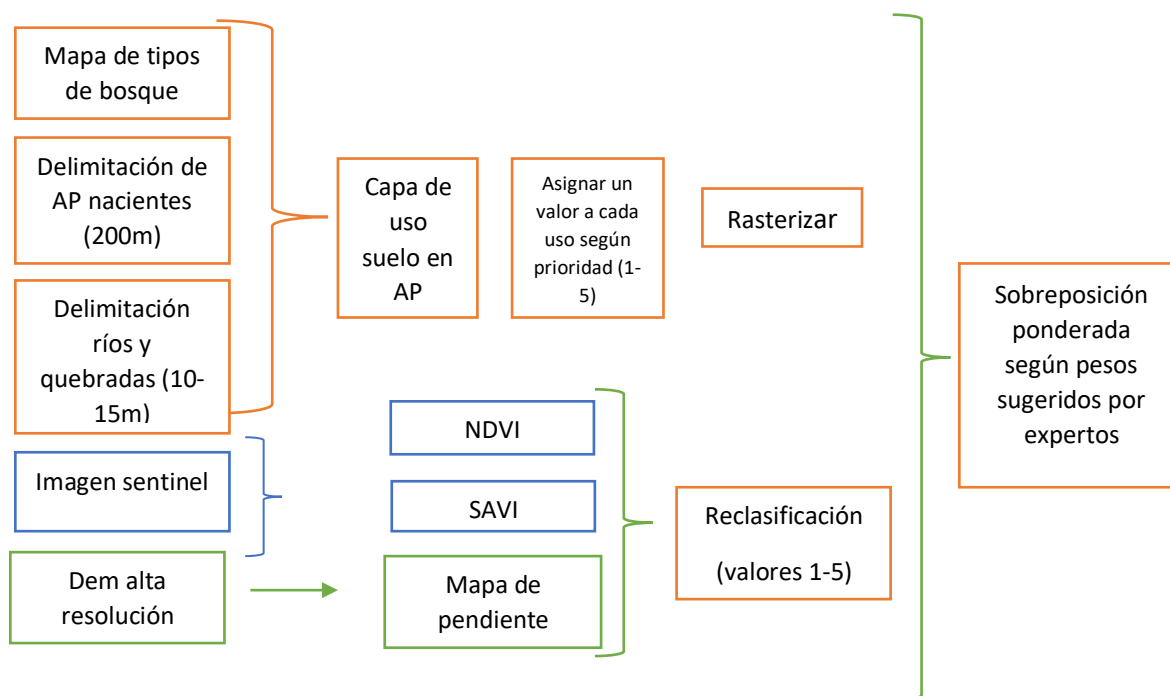 Mapa de tipos
de bosque
Delimitación de
AP nacientes
(200m)
Delimitación
ríos y
quebradas (10-
15m)
Imagen sentinel
Dem alta
resolución
Capa de
uso
suelo en
AP
Asignar un
valor a cada
uso según
prioridad (1-
5)
Rasterizar
NDVI
SAVI
Mapa de
pendiente
Reclasificación
(valores 1-5)
Sobreposición
ponderada
según pesos
sugeridos por
expertos